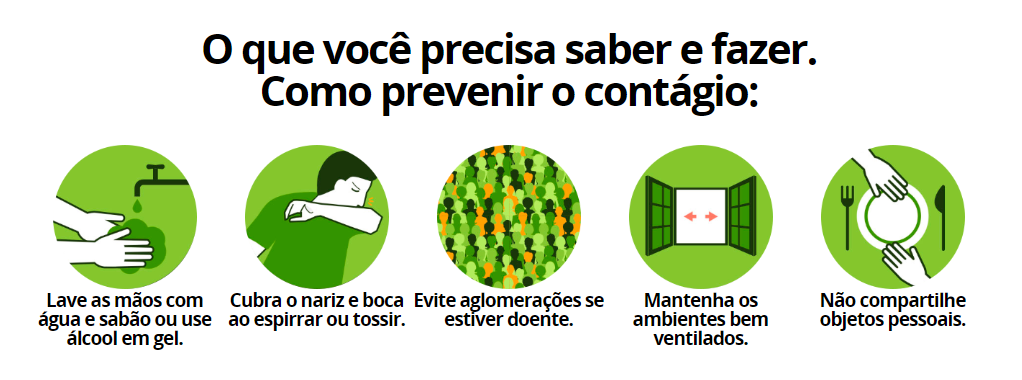 O que você precisa saber e fazer.
Como prevenir o contágio:
Lave as mãos com
água e sabão ou use
álcool em gel.
Cubra o nariz e boca
ao espirrar ou tossir.
Evite aglomerações se
estiver doente.
Mantenha os
ambientes bem
ventilados.
Não compartilhe
objetos pessoais.